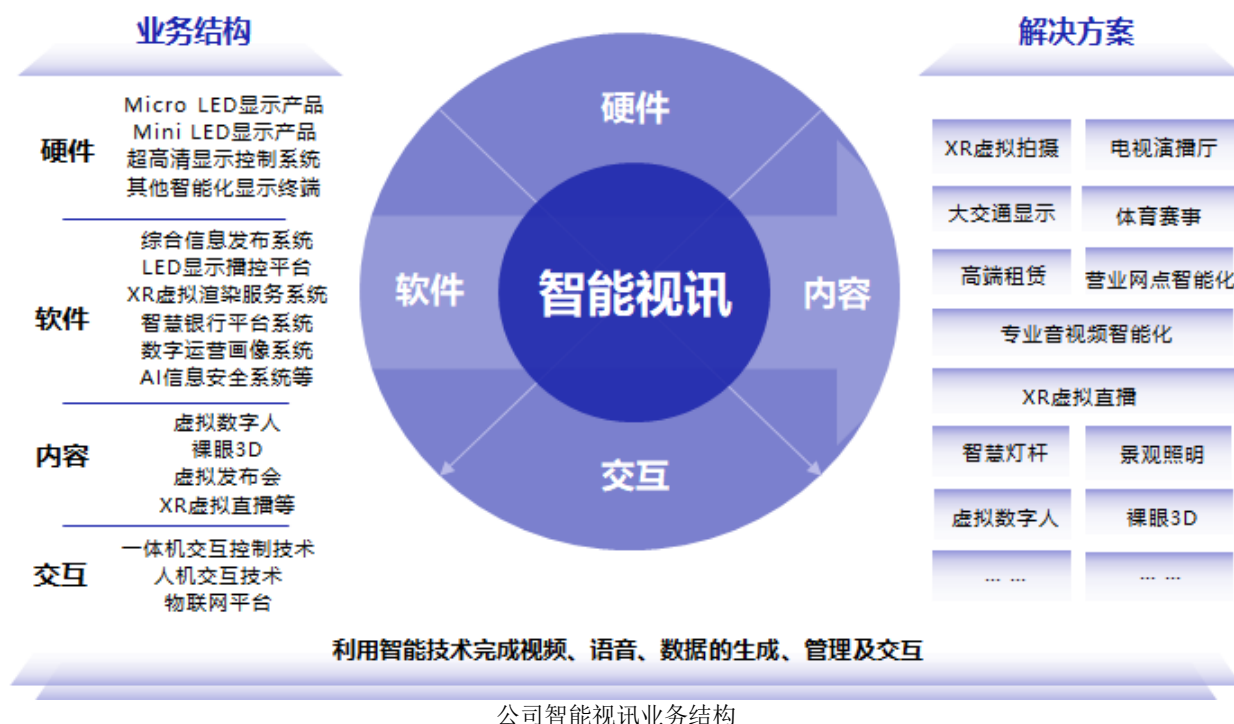 业务结构
硬件
Micro LED显示产品
Mini LED显示产品
超高清显示控制系统
其他智能化显示终端
软件
综合信息发布系统
LED显示播控平台
XR虚拟渲染服务系统
智慧银行平台系统
数字运营画像系统
AI信息安全系统等
内容
虚拟数字人
裸眼3D
虚拟发布会
XR虚拟直播等
交互
一体机交互控制技术
人机交互技术
物联网平台
硬件
软件
智能视讯
内容
交互
解决方案
XR虚拟拍摄
电视演播厅
大交通显示
体育赛事
高端租赁
营业网点智能化
专业音视频智能化
XR虚拟直播
智慧灯杆
景观照明
虚拟数字人
裸眼3D
... ...
... ...
利用智能技术完成视频、语音、数据的生成、管理及交互
公司智能视讯业务结构